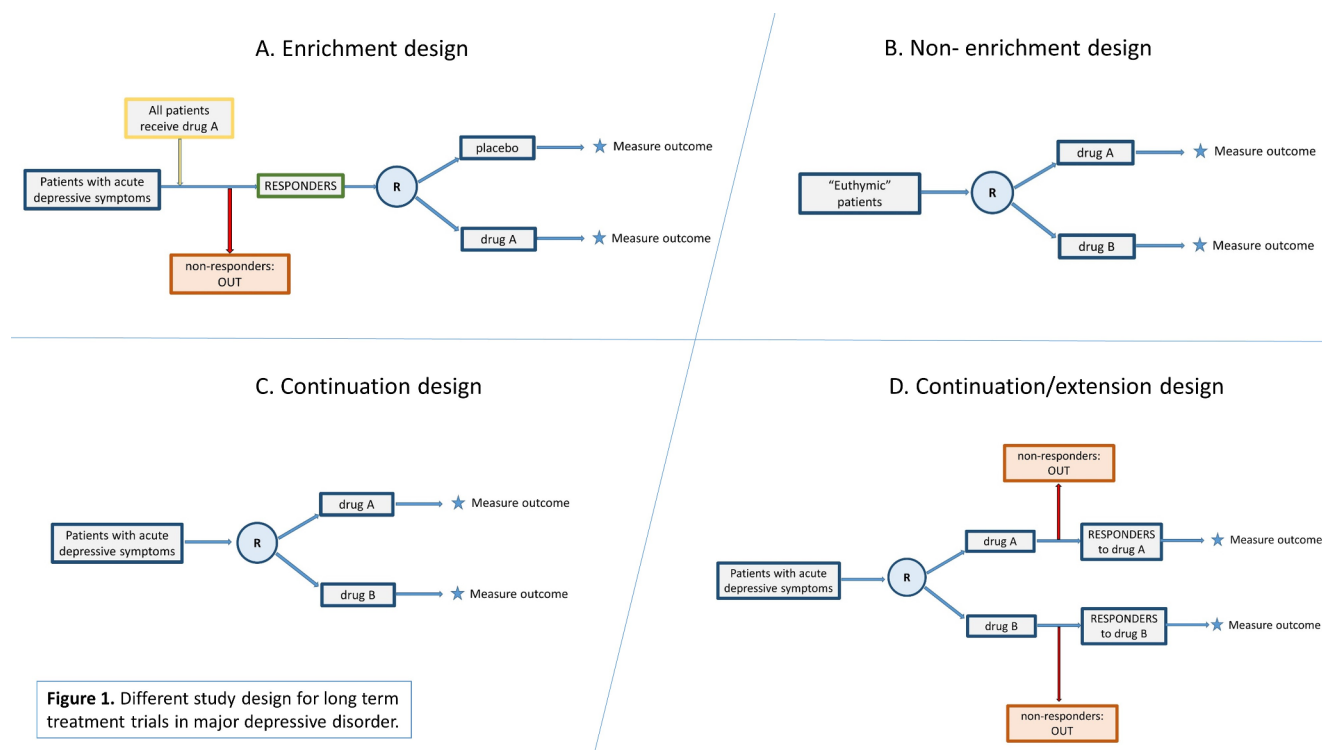 A. Enrichment design
All patients
receive drug A
Patients with acute
depressive symptoms
RESPONDERS
non-responders:
OUT
R
placebo
Measure outcome
drug A
Measure outcome
B. Non- enrichment design
“Euthymic”
patients
R
drug A
Measure outcome
drug B
Measure outcome
C. Continuation design
Patients with acute
depressive symptoms
R
drug A
Measure outcome
drug B
Measure outcome
D. Continuation/extension design
Patients with acute
depressive symptoms
R
non-responders:
OUT
drug A
RESPONDERS
to drug A
Measure outcome
drug B
RESPONDERS
to drug B
Measure outcome
non-responders:
OUT
Figure 1. Different study design for long term
treatment trials in major depressive disorder.